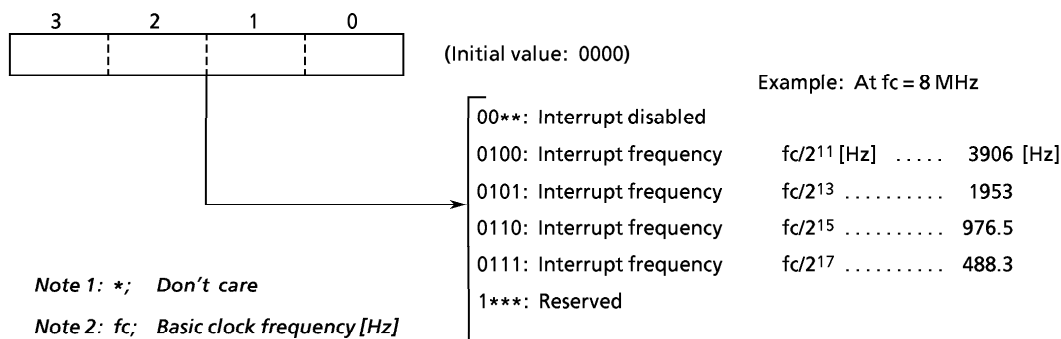 3 2 1 0
(Initial value: 0000)
Example: At fc = 8 MHz
00**: Interrupt disabled
0100: Interrupt frequency fc/2¹¹ [Hz] ..... 3906 [Hz]
0101: Interrupt frequency fc/2¹³ .......... 1953
0110: Interrupt frequency fc/2¹⁵ .......... 976.5
0111: Interrupt frequency fc/2¹⁷ .......... 488.3
1***: Reserved
Note 1: *; Don't care
Note 2: fc; Basic clock frequency [Hz]